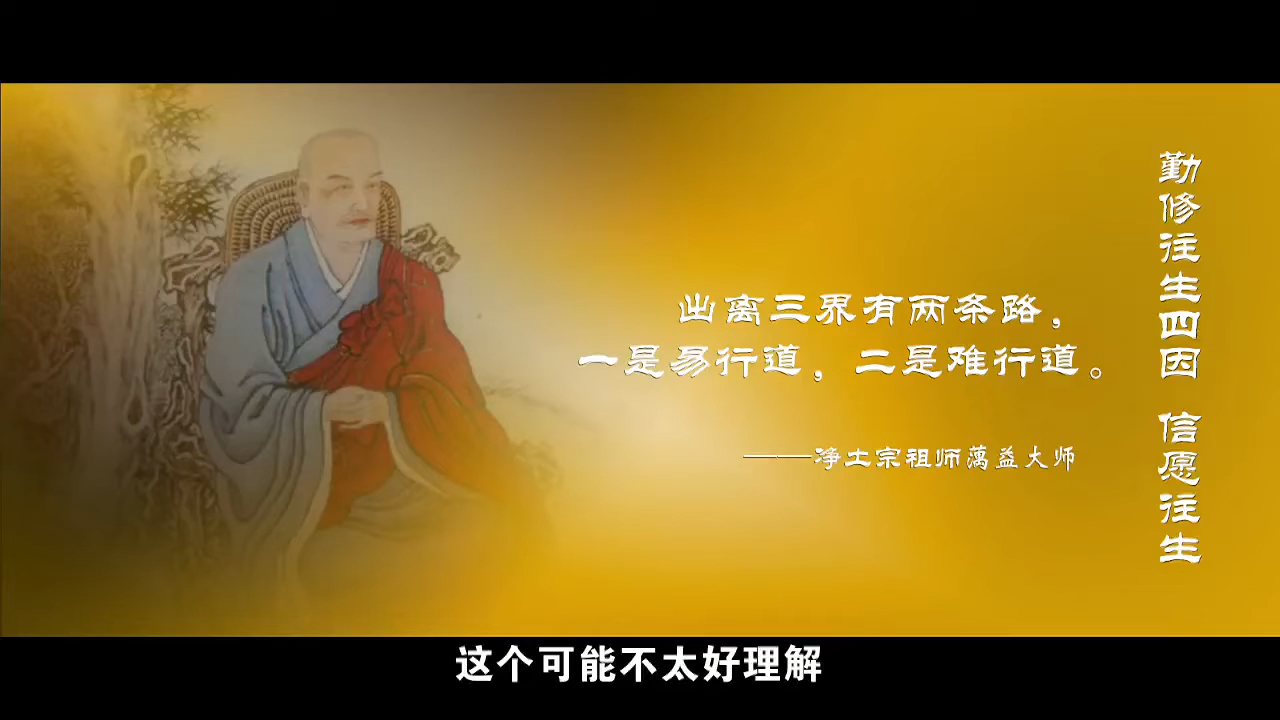 勤修往生四因 信愿往生
出离三界有两条路，
一是易行道，二是难行道。
——净土宗祖师蕅益大师
这个可能不太好理解